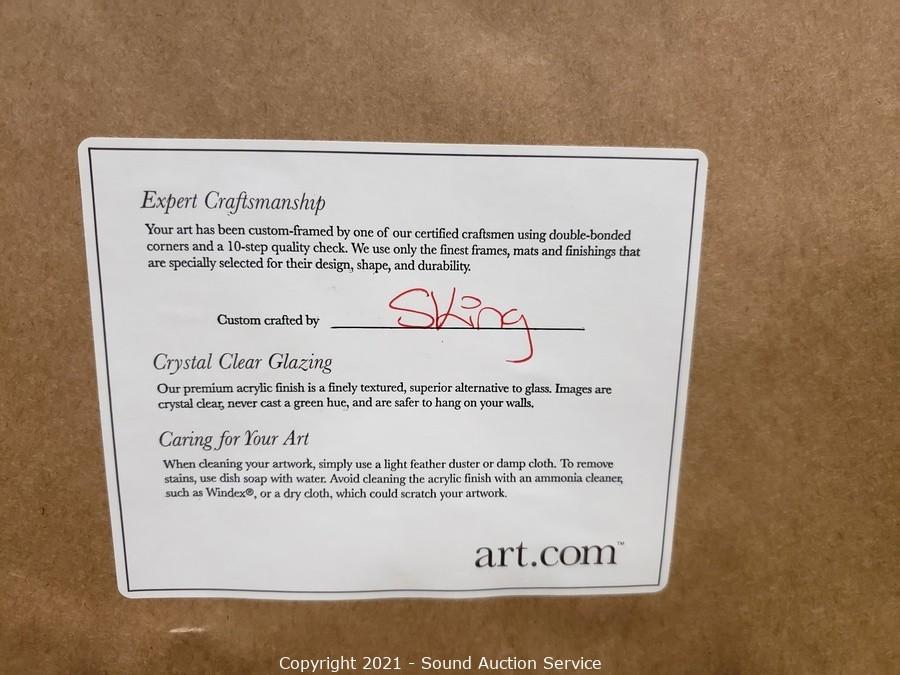 Expert Craftsmanship
Your art has been custom-framed by one of our certified craftsmen using double-bonded
corners and a 10-step quality check. We use only the finest frames, mats and finishings that
are specially selected for their design, shape, and durability.
Custom crafted by SKing
Crystal Clear Glazing
Our premium acrylic finish is a finely textured, superior alternative to glass. Images are
crystal clear, never cast a green hue, and are safer to hang on your walls.
Caring for Your Art
When cleaning your artwork, simply use a light feather duster or damp cloth. To remove
stains, use dish soap with water. Avoid cleaning the acrylic finish with an ammonia cleaner,
such as Windex®, or a dry cloth, which could scratch your artwork.
art.com™
Copyright 2021 - Sound Auction Service